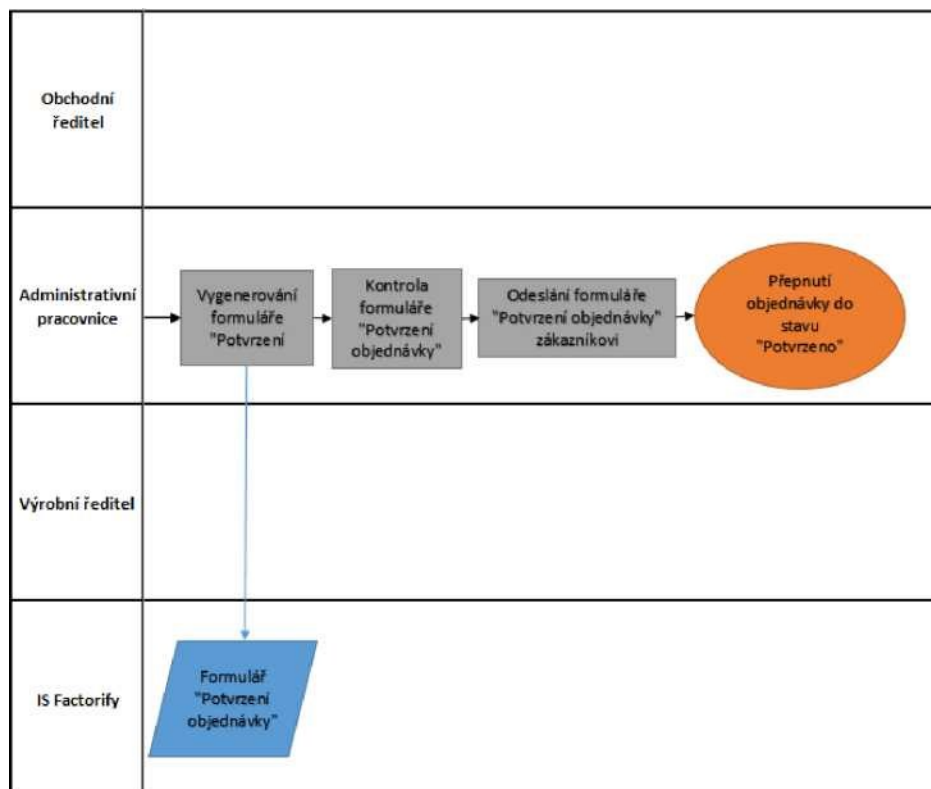 Obchodní
ředitel
Administrativní
pracovnice
Vygenerování
formuláře
"Potvrzení
Kontrola
formuláře
"Potvrzení
objednávky"
Odeslání formuláře
"Potvrzení objednávky"
zákazníkovi
Přepnutí
objednávky do
stavu
"Potvrzeno"
Výrobní ředitel
IS Factorify
Formulář
"Potvrzení
objednávky"